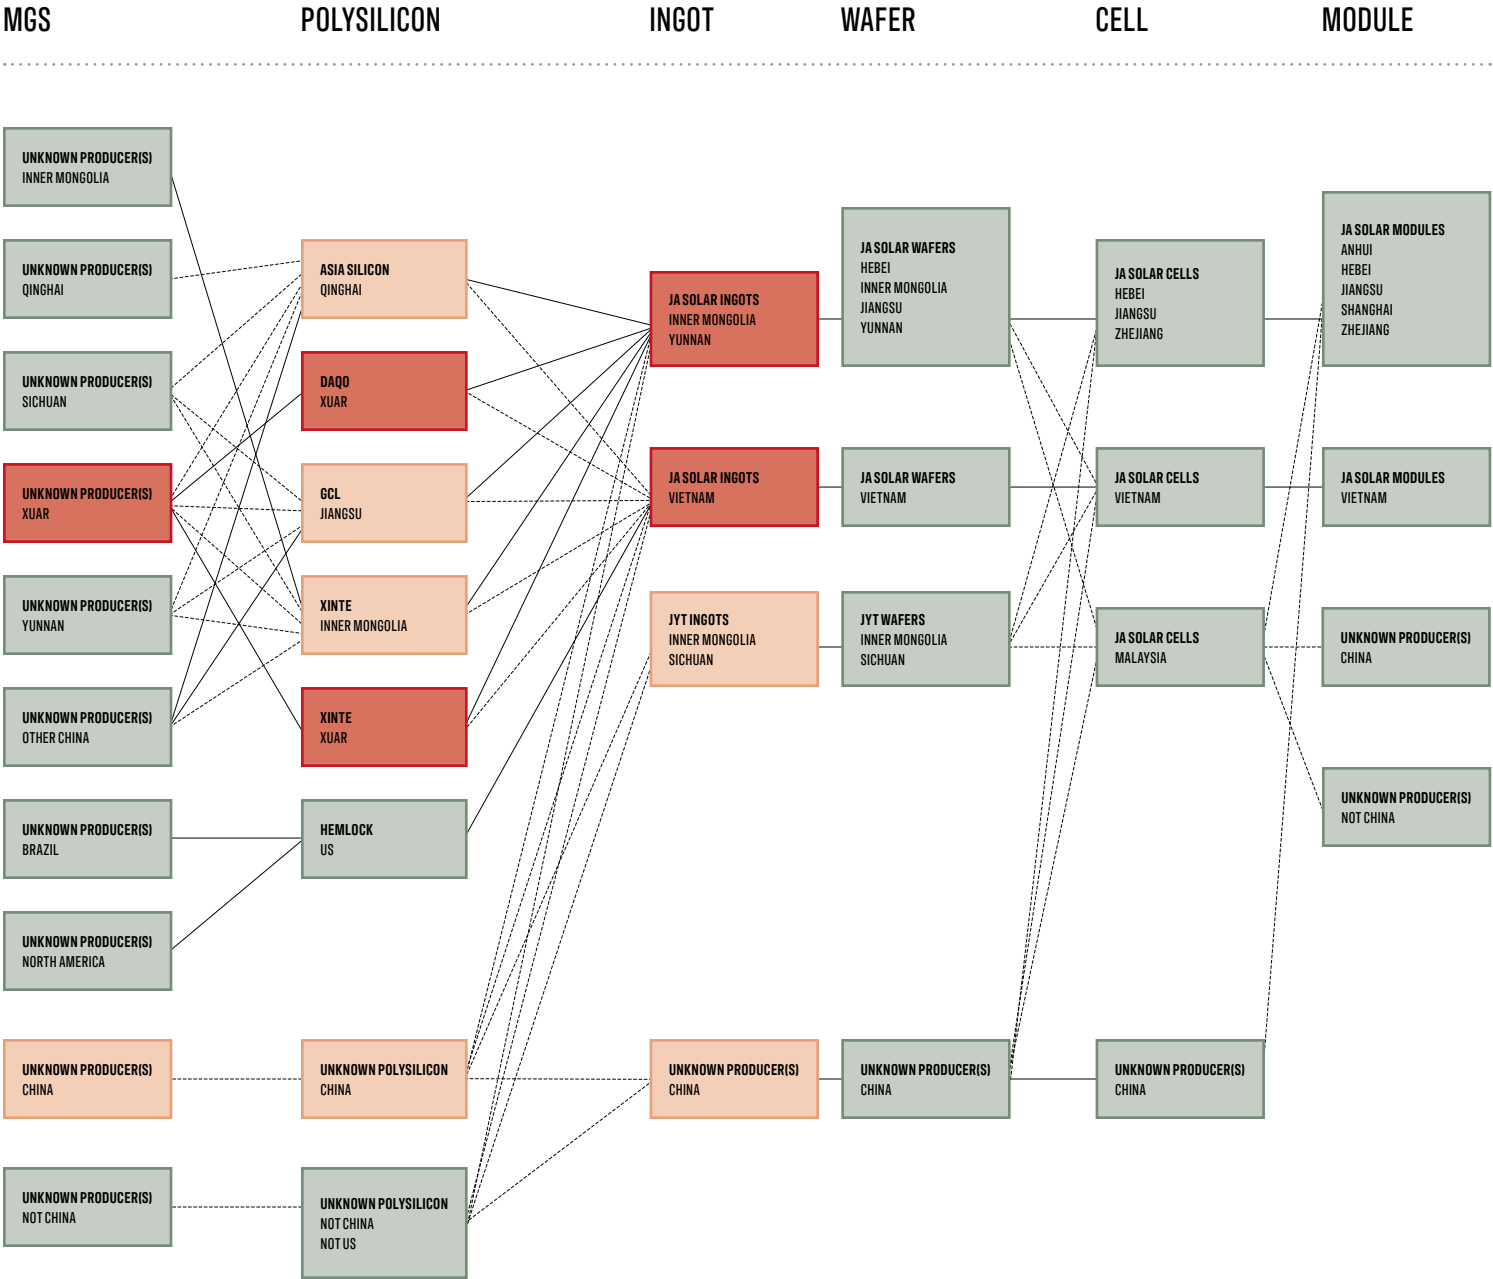 MGS
POLYSILICON
INGOT
WAFER
CELL
MODULE
UNKNOWN PRODUCER(S)
INNER MONGOLIA
UNKNOWN PRODUCER(S)
QINGHAI
UNKNOWN PRODUCER(S)
SICHUAN
UNKNOWN PRODUCER(S)
XUAR
UNKNOWN PRODUCER(S)
YUNNAN
UNKNOWN PRODUCER(S)
OTHER CHINA
UNKNOWN PRODUCER(S)
BRAZIL
UNKNOWN PRODUCER(S)
NORTH AMERICA
UNKNOWN PRODUCER(S)
CHINA
UNKNOWN PRODUCER(S)
NOT CHINA
ASIA SILICON
QINGHAI
DAQO
XUAR
GCL
JIANGSU
XINTE
INNER MONGOLIA
XINTE
XUAR
HEMLOCK
US
UNKNOWN POLYSILICON
CHINA
UNKNOWN POLYSILICON
NOT CHINA
NOT US
JA SOLAR INGOTS
INNER MONGOLIA
YUNNAN
JA SOLAR INGOTS
VIETNAM
JYT INGOTS
INNER MONGOLIA
SICHUAN
UNKNOWN PRODUCER(S)
CHINA
JA SOLAR WAFERS
HEBEI
INNER MONGOLIA
JIANGSU
YUNNAN
JA SOLAR WAFERS
VIETNAM
JYT WAFERS
INNER MONGOLIA
SICHUAN
UNKNOWN PRODUCER(S)
CHINA
JA SOLAR CELLS
HEBEI
JIANGSU
ZHEJIANG
JA SOLAR CELLS
VIETNAM
JA SOLAR CELLS
MALAYSIA
UNKNOWN PRODUCER(S)
CHINA
JA SOLAR MODULES
ANHUI
HEBEI
JIANGSU
SHANGHAI
ZHEJIANG
JA SOLAR MODULES
VIETNAM
UNKNOWN PRODUCER(S)
CHINA
UNKNOWN PRODUCER(S)
NOT CHINA